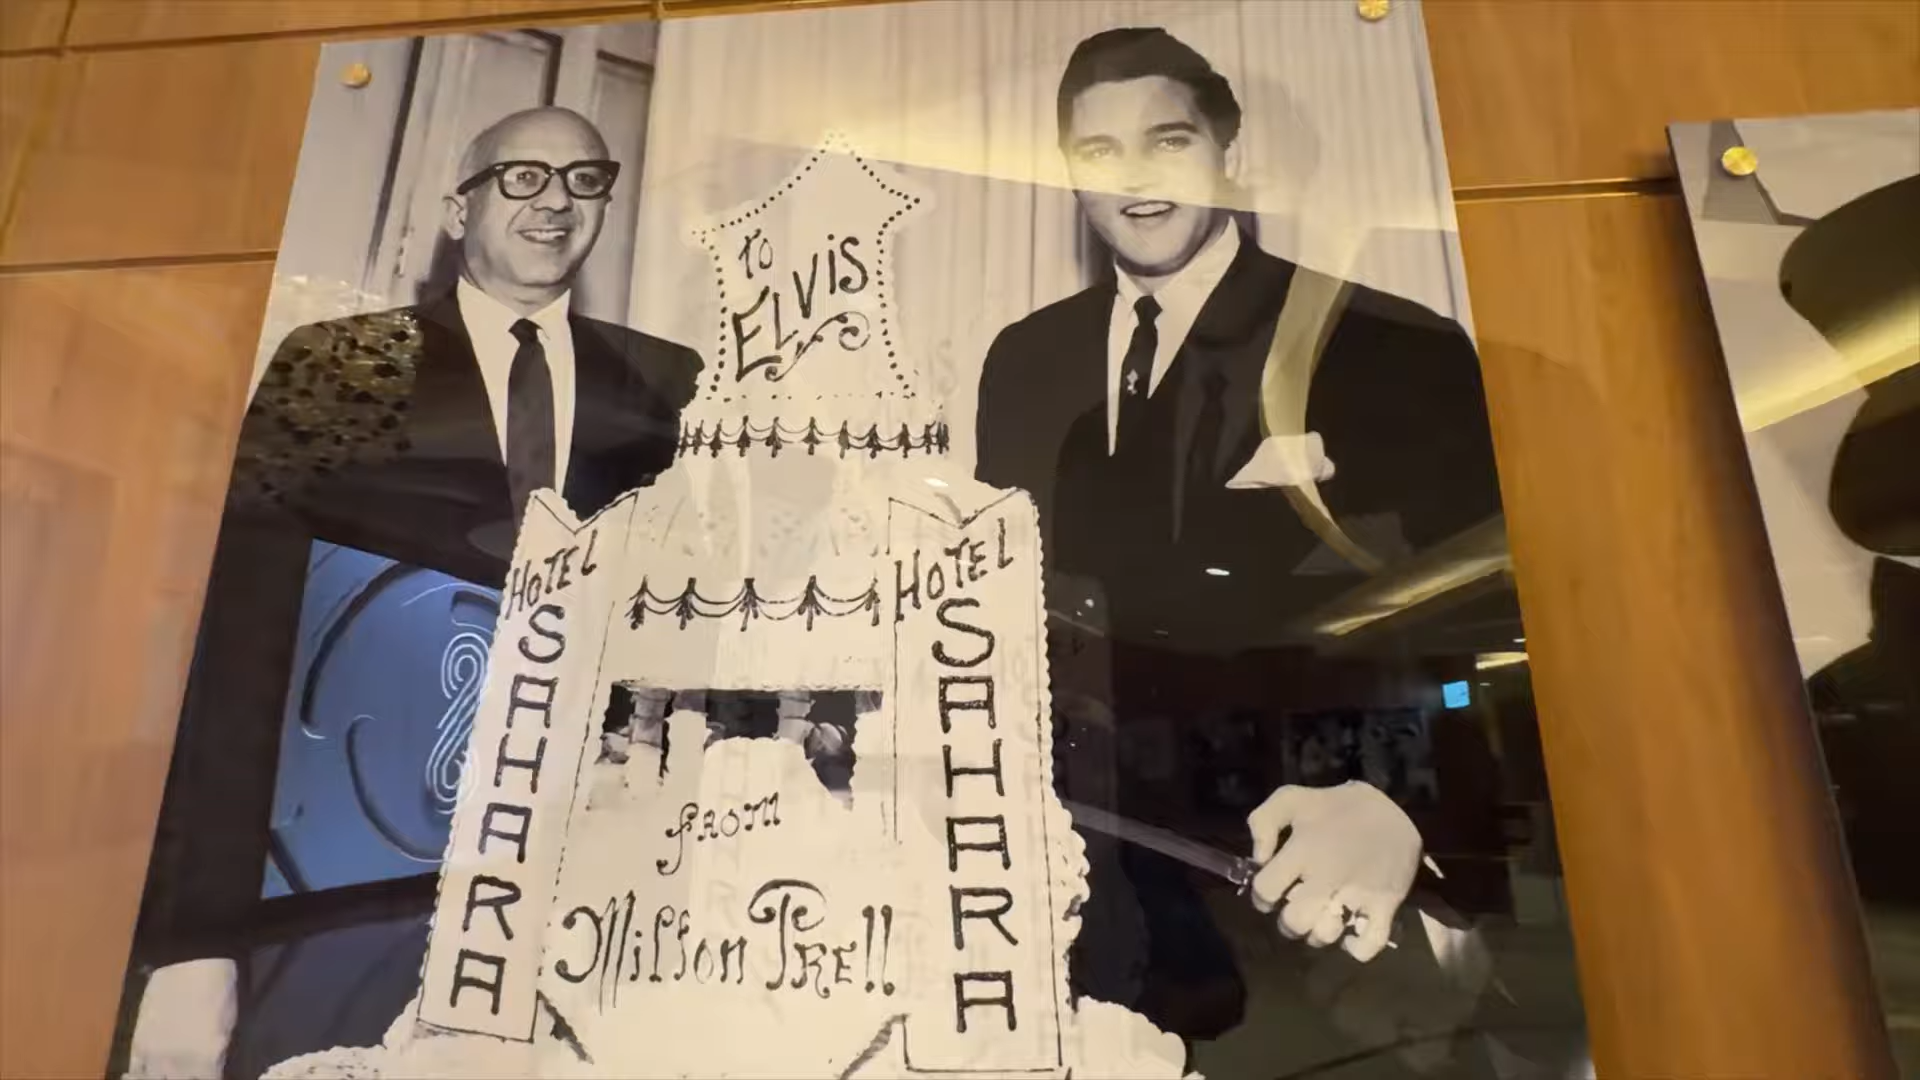 To
ELViS
HOTEL
SAHARA
HOTEL
SAHARA
FROM
Milton PRELL